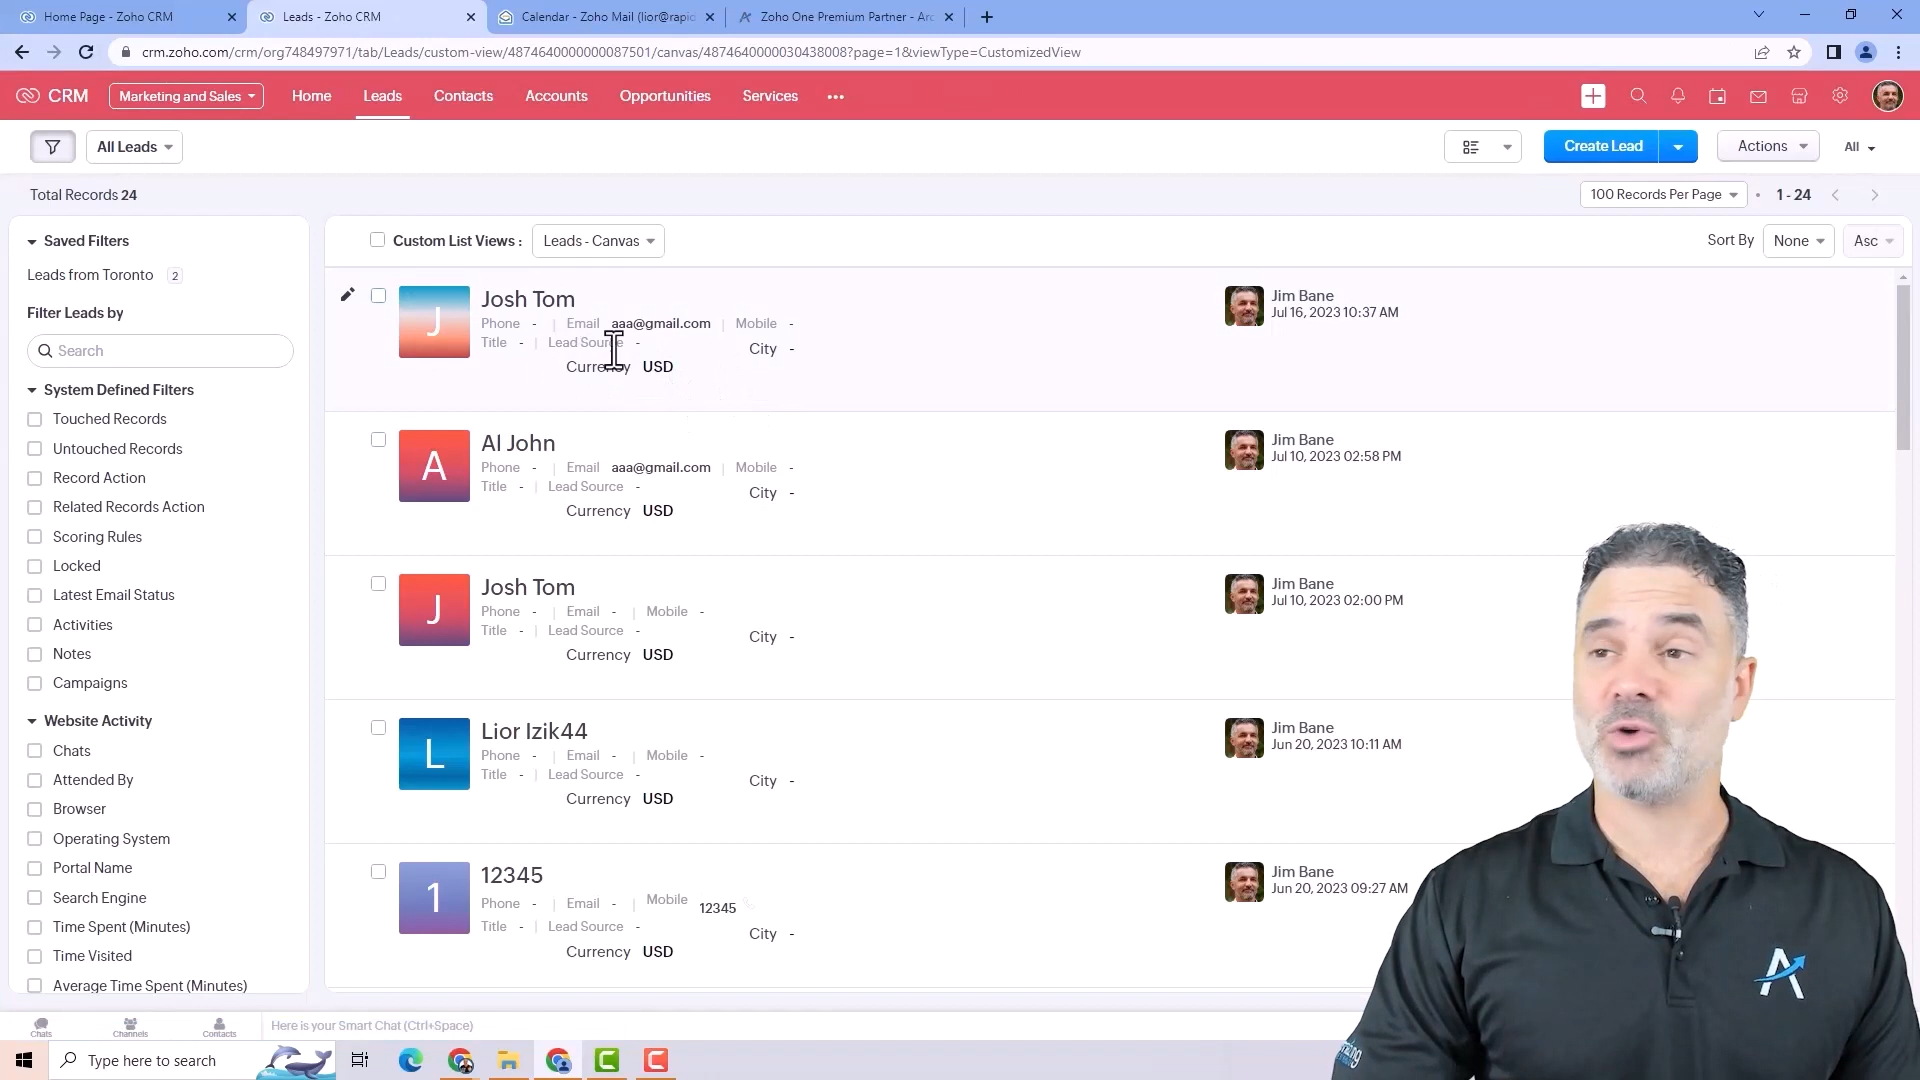 Home Page - Zoho CRM
Leads - Zoho CRM
Calendar - Zoho Mail (lior@rapid
Zoho One Premium Partner - Arc
crm.zoho.com/crm/org748497971/tab/Leads/custom-view/4874640000000087501/canvas/4874640000030438008?page=1&viewType=CustomizedView
CRM
Marketing and Sales
Home
Leads
Contacts
Accounts
Opportunities
Services
All Leads
Create Lead
Actions
All
Total Records 24
100 Records Per Page
1 - 24
Saved Filters
Leads from Toronto 2
Filter Leads by
Search
System Defined Filters
Touched Records
Untouched Records
Record Action
Related Records Action
Scoring Rules
Locked
Latest Email Status
Activities
Notes
Campaigns
Website Activity
Chats
Attended By
Browser
Operating System
Portal Name
Search Engine
Time Spent (Minutes)
Time Visited
Average Time Spent (Minutes)
Custom List Views :
Leads - Canvas
Sort By
None
Asc
J
Josh Tom
Phone - | Email aaa@gmail.com | Mobile -
Title - | Lead Source -
City -
Currency USD
Jim Bane
Jul 16, 2023 10:37 AM
A
Al John
Phone - | Email aaa@gmail.com | Mobile -
Title - | Lead Source -
City -
Currency USD
Jim Bane
Jul 10, 2023 02:58 PM
J
Josh Tom
Phone - | Email - | Mobile -
Title - | Lead Source -
City -
Currency USD
Jim Bane
Jul 10, 2023 02:00 PM
L
Lior Izik44
Phone - | Email - | Mobile -
Title - | Lead Source -
City -
Currency USD
Jim Bane
Jun 20, 2023 10:11 AM
1
12345
Phone - | Email - | Mobile 12345
Title - | Lead Source -
City -
Currency USD
Jim Bane
Jun 20, 2023 09:27 AM
Chats
Channels
Contacts
Here is your Smart Chat (Ctrl+Space)
Type here to search